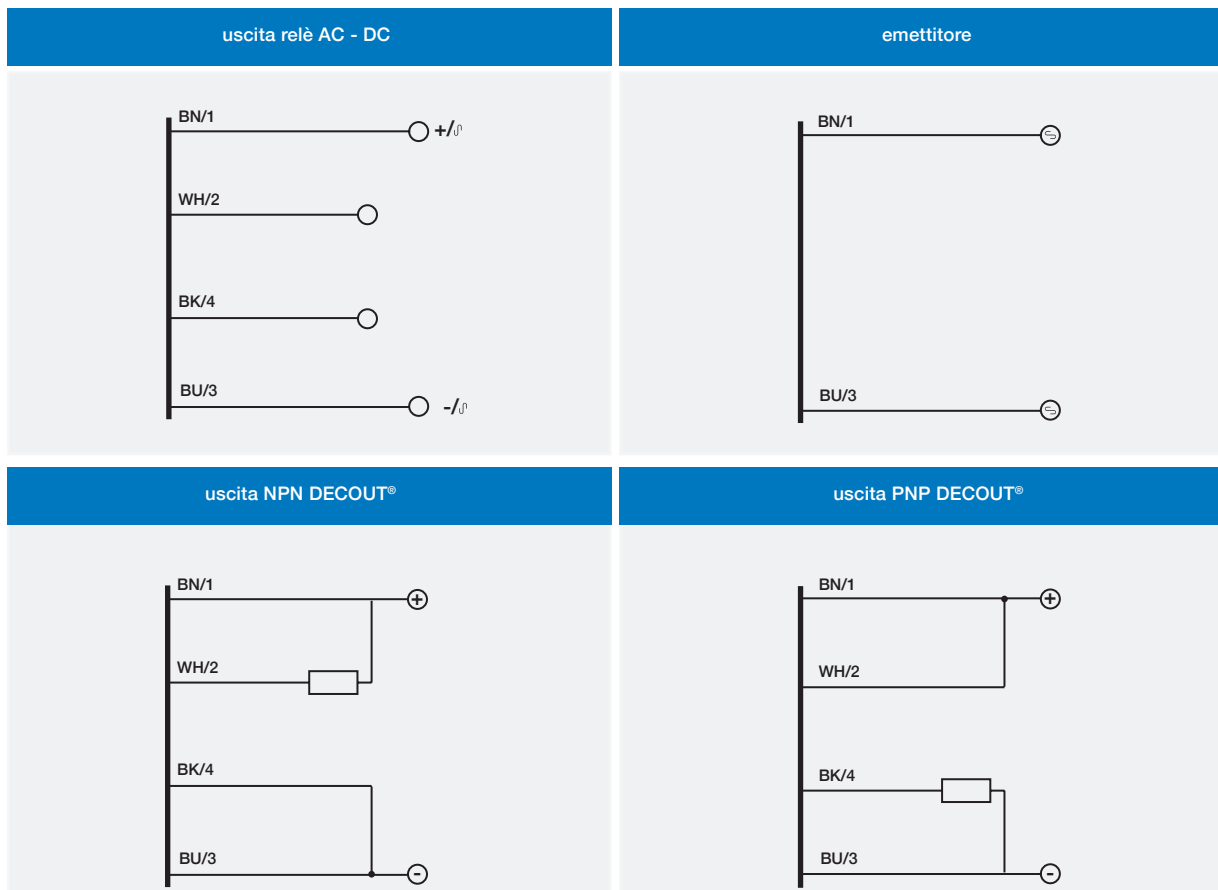 uscita relè AC - DC
emettitore
BN/1
+/∿
WH/2
BK/4
BU/3
-/∿
BN/1
BU/3
uscita NPN DECOUT®
uscita PNP DECOUT®
BN/1
+
WH/2
BK/4
BU/3
-
BN/1
+
WH/2
BK/4
BU/3
-